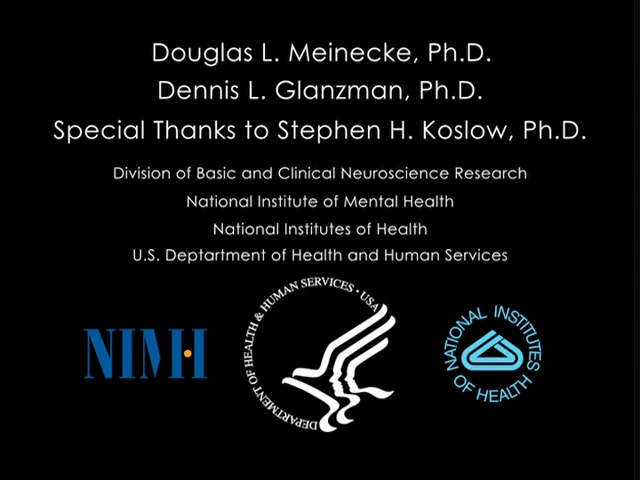 Douglas L. Meinecke, Ph.D.
Dennis L. Glanzman, Ph.D.
Special Thanks to Stephen H. Koslow, Ph.D.
Division of Basic and Clinical Neuroscience Research
National Institute of Mental Health
National Institutes of Health
U.S. Deptartment of Health and Human Services
NIMH
DEPARTMENT OF HEALTH & HUMAN SERVICES • USA
NATIONAL INSTITUTES OF HEALTH